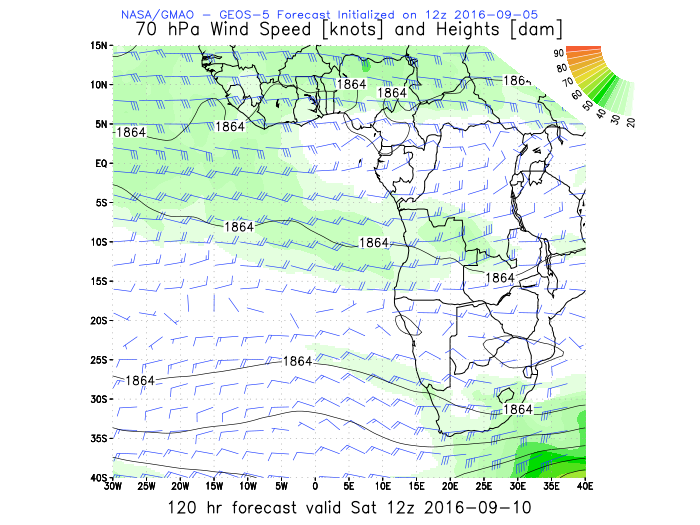 NASA/GMAO - GEOS-5 Forecast Initialized on 12z 2016-09-05
70 hPa Wind Speed [knots] and Heights [dam]
90
80
70
60
50
40
30
20
15N
10N
5N
EQ
5S
10S
15S
20S
25S
30S
35S
40S
1864
1864
186
1864
1864
1864
1864
1864
1864
1864
1864
30W 25W 20W 15W 10W 5W 0 5E 10E 15E 20E 25E 30E 35E 40E
120 hr forecast valid Sat 12z 2016-09-10